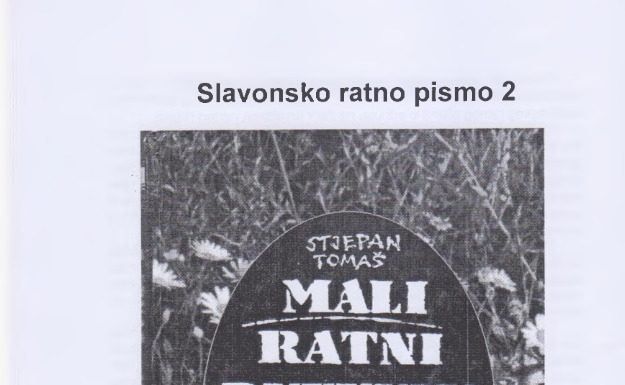 Slavonsko ratno pismo 2
STJEPAN
TOMAŠ
MALI
RATNI